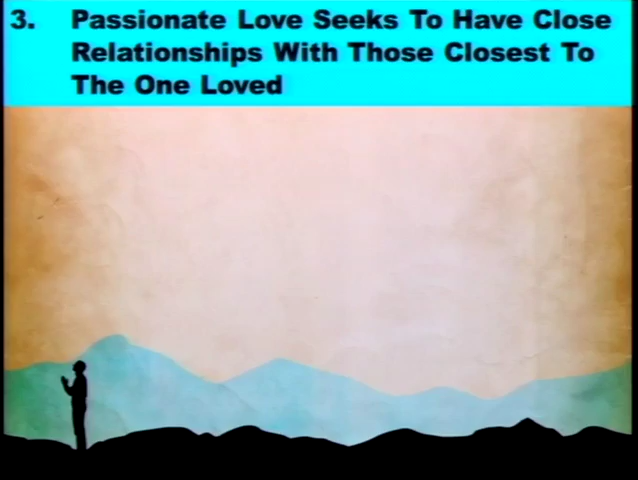 3. Passionate Love Seeks To Have Close
Relationships With Those Closest To
The One Loved